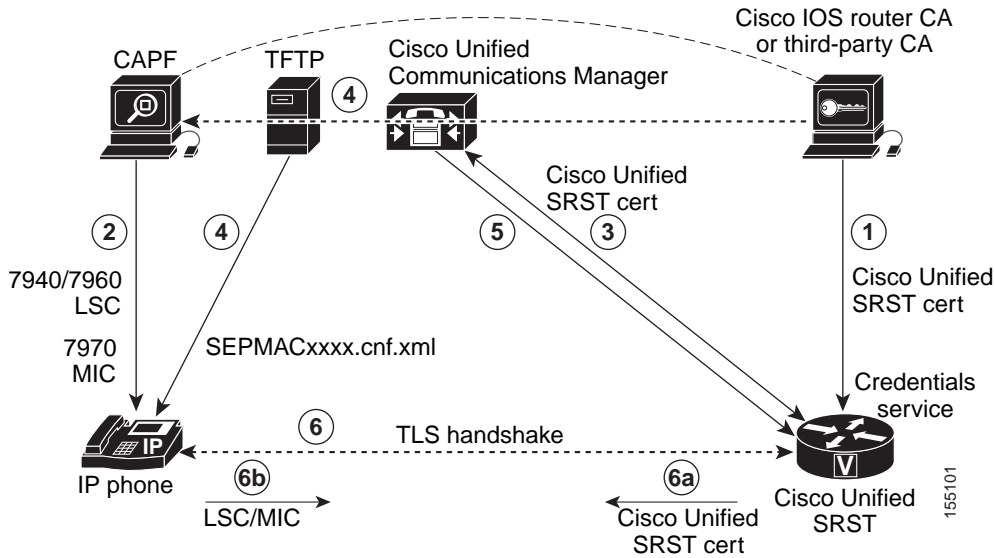 Cisco IOS router CA
or third-party CA
CAPF
TFTP
Cisco Unified
Communications Manager
4
Cisco Unified
SRST cert
2
4
5
3
1
7940/7960
LSC
Cisco Unified
SRST cert
7970
MIC
SEPMACxxxx.cnf.xml
Credentials
service
6
TLS handshake
IP
V
IP phone
6b
LSC/MIC
6a
Cisco Unified
SRST cert
Cisco Unified
SRST
155101